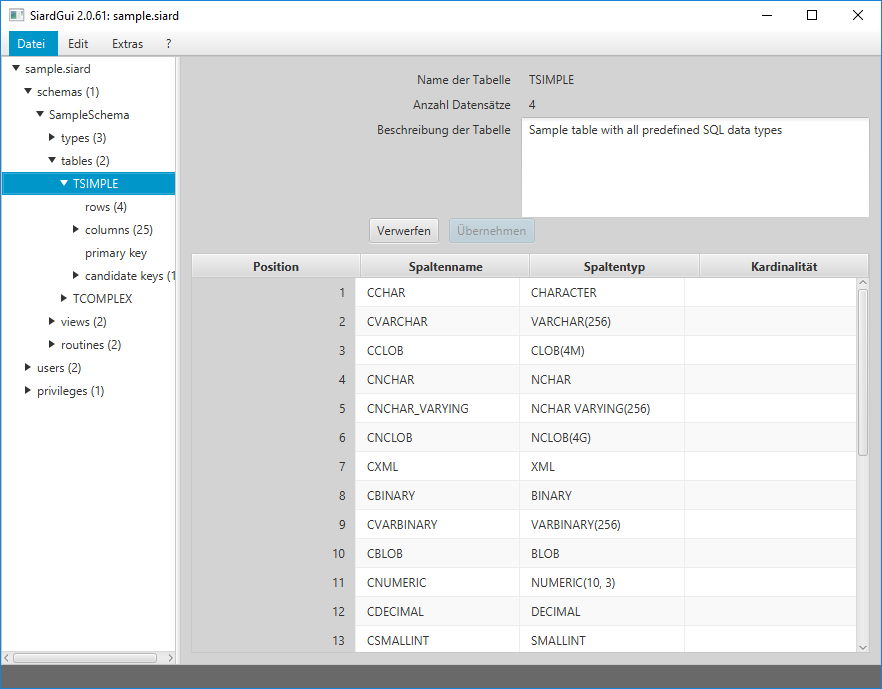 SiardGui 2.0.61: sample.siard
Datei Edit Extras ?
sample.siard
schemas (1)
SampleSchema
types (3)
tables (2)
TSIMPLE
rows (4)
columns (25)
primary key
candidate keys (1
TCOMPLEX
views (2)
routines (2)
users (2)
privileges (1)
Name der Tabelle TSIMPLE
Anzahl Datensätze 4
Beschreibung der Tabelle Sample table with all predefined SQL data types
Verwerfen Übernehmen
Position Spaltenname Spaltentyp Kardinalität
1 CCHAR CHARACTER
2 CVARCHAR VARCHAR(256)
3 CCLOB CLOB(4M)
4 CNCHAR NCHAR
5 CNCHAR_VARYING NCHAR VARYING(256)
6 CNCLOB NCLOB(4G)
7 CXML XML
8 CBINARY BINARY
9 CVARBINARY VARBINARY(256)
10 CBLOB BLOB
11 CNUMERIC NUMERIC(10, 3)
12 CDECIMAL DECIMAL
13 CSMALLINT SMALLINT